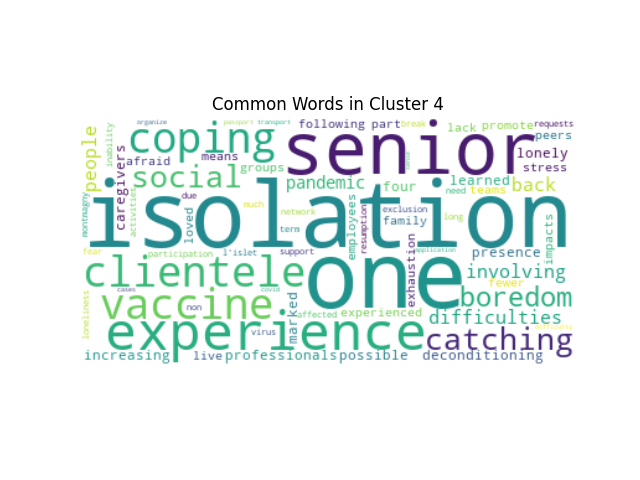 Common Words in Cluster 4
organize passport transport following part break requests
coping senior
people inability caregivers afraid means groups lack promote peers
lonely stress
social pandemic four learned back
need teams
isolation
montmagny activities due loved much network term employees resumption exclusion family long impacts
fear participation l'islet support application presence
clientele one involving
cases covid exhaustion fewer
vaccine non marked affected experienced boredom
loneliness virus difficulties
experience catching
increasing live professionals possible deconditioning